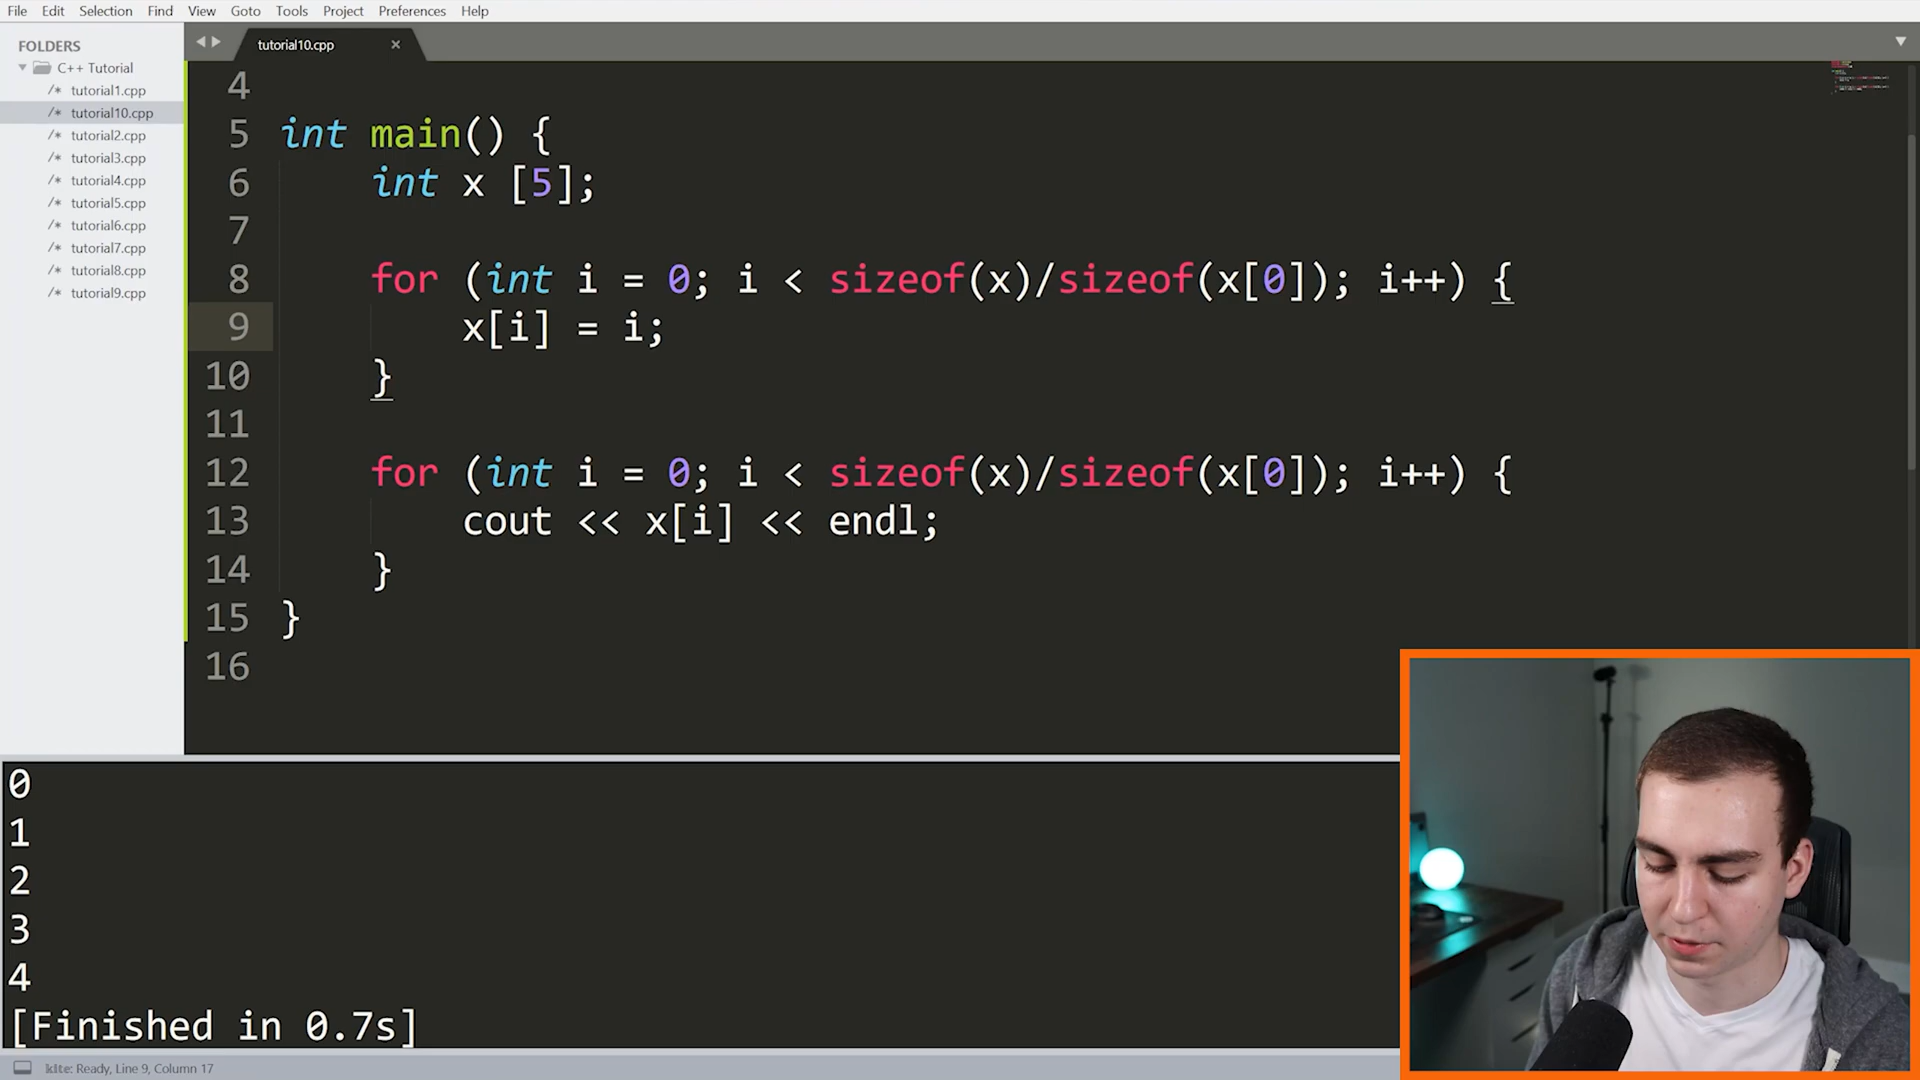 File Edit Selection Find View Goto Tools Project Preferences Help
FOLDERS
C++ Tutorial
/* tutorial1.cpp
/* tutorial10.cpp
/* tutorial2.cpp
/* tutorial3.cpp
/* tutorial4.cpp
/* tutorial5.cpp
/* tutorial6.cpp
/* tutorial7.cpp
/* tutorial8.cpp
/* tutorial9.cpp
tutorial10.cpp ×
4
5 int main() {
6 int x [5];
7
8 for (int i = 0; i < sizeof(x)/sizeof(x[0]); i++) {
9 x[i] = i;
10 }
11
12 for (int i = 0; i < sizeof(x)/sizeof(x[0]); i++) {
13 cout << x[i] << endl;
14 }
15 }
16
0
1
2
3
4
[Finished in 0.7s]
kite: Ready, Line 9, Column 17